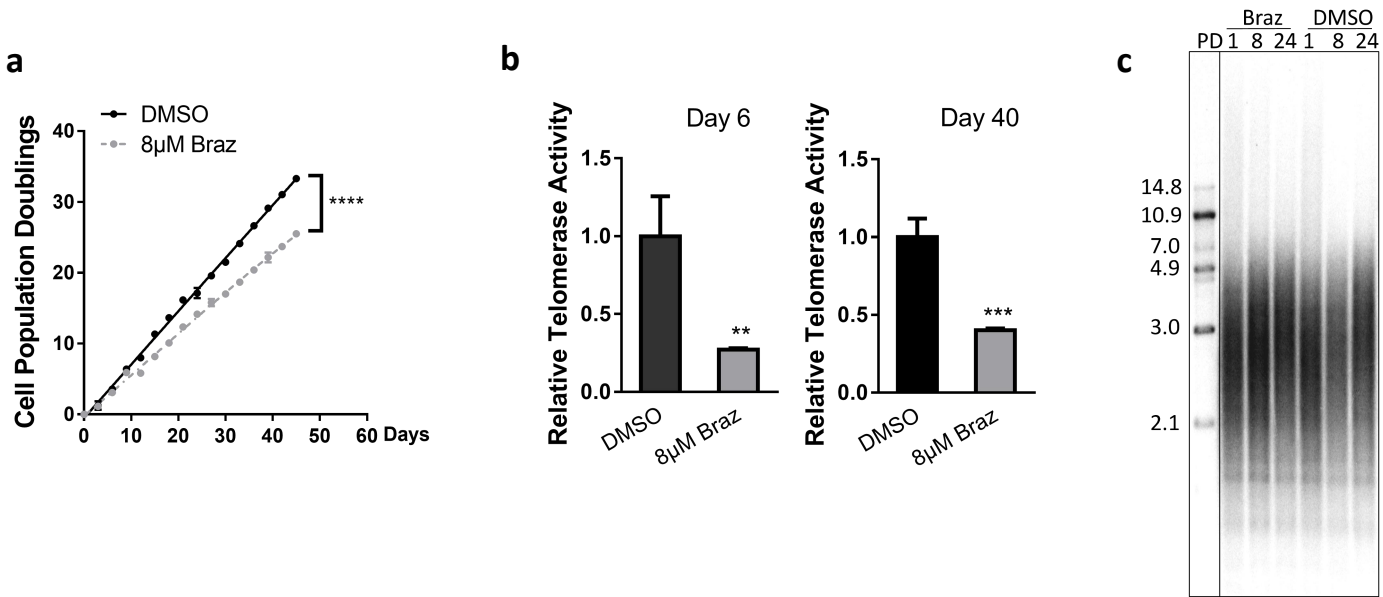 a
DMSO
8µM Braz
Cell Population Doublings
40
30
20
10
0
****
0 10 20 30 40 50 60 Days
b
Day 6
Relative Telomerase Activity
1.5
1.0
0.5
0.0
**
DMSO
8µM Braz
Day 40
Relative Telomerase Activity
1.5
1.0
0.5
0.0
***
DMSO
8µM Braz
c
Braz DMSO
PD 1 8 24 1 8 24
14.8
10.9
7.0
4.9
3.0
2.1